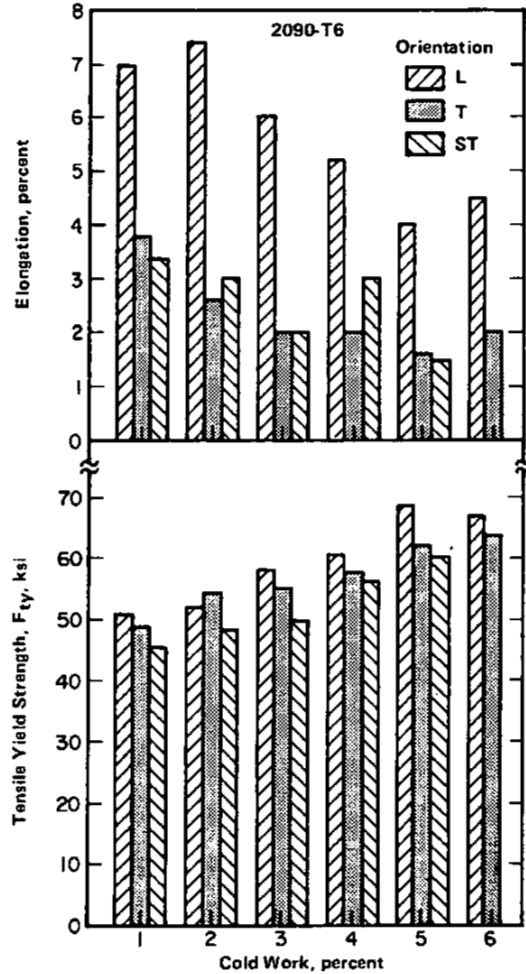 2090-T6
Orientation
L
T
ST
Elongation, percent
8
7
6
5
4
3
2
1
0
Tensile Yield Strength, Fty, ksi
70
60
50
40
30
20
10
0
1 2 3 4 5 6
Cold Work, percent